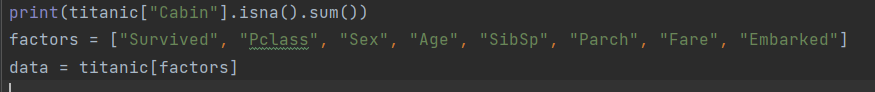 print(titanic["Cabin"].isna().sum())
factors = ["Survived", "Pclass", "Sex", "Age", "SibSp", "Parch", "Fare", "Embarked"]
data = titanic[factors]